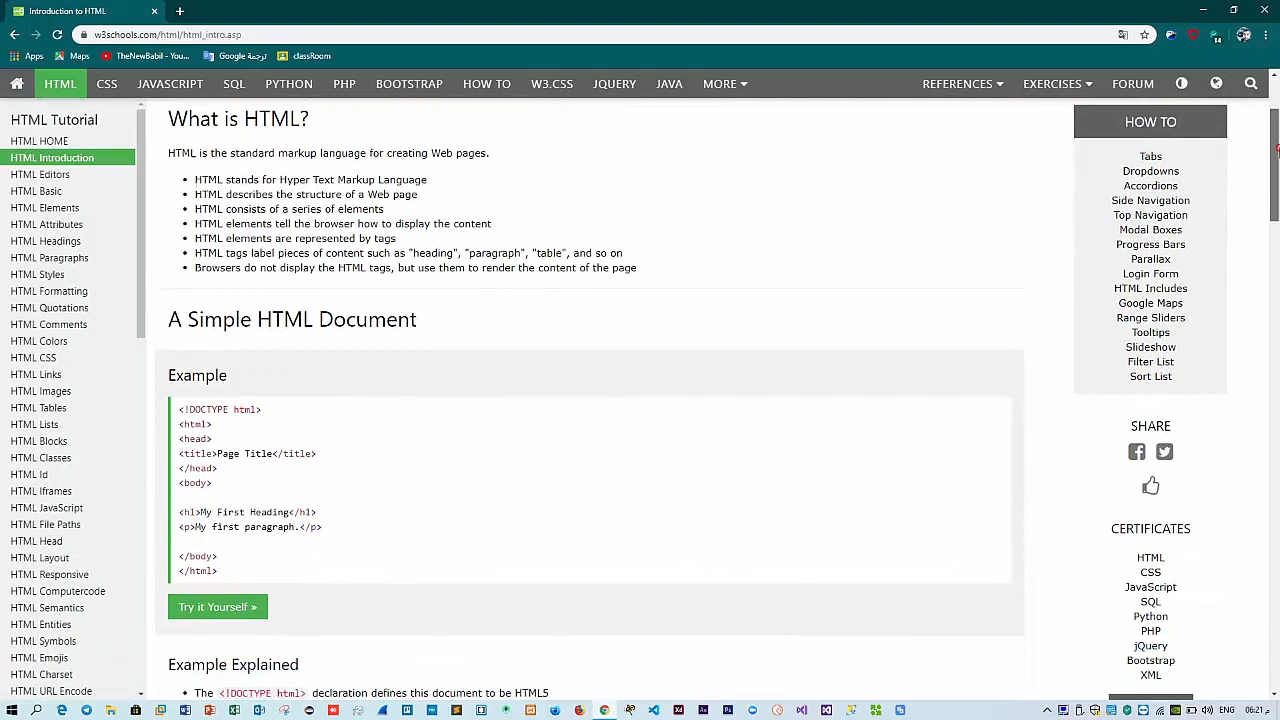 Introduction to HTML
w3schools.com/html/html_intro.asp
14
Apps
Maps
TheNewBabil - You...
ترجمة Google
classRoom
HTML
CSS
JAVASCRIPT
SQL
PYTHON
PHP
BOOTSTRAP
HOW TO
W3.CSS
JQUERY
JAVA
MORE
REFERENCES
EXERCISES
FORUM
HTML Tutorial
HTML HOME
HTML Introduction
HTML Editors
HTML Basic
HTML Elements
HTML Attributes
HTML Headings
HTML Paragraphs
HTML Styles
HTML Formatting
HTML Quotations
HTML Comments
HTML Colors
HTML CSS
HTML Links
HTML Images
HTML Tables
HTML Lists
HTML Blocks
HTML Classes
HTML Id
HTML Iframes
HTML JavaScript
HTML File Paths
HTML Head
HTML Layout
HTML Responsive
HTML Computercode
HTML Semantics
HTML Entities
HTML Symbols
HTML Emojis
HTML Charset
HTML URL Encode
What is HTML?
HTML is the standard markup language for creating Web pages.
• HTML stands for Hyper Text Markup Language
• HTML describes the structure of a Web page
• HTML consists of a series of elements
• HTML elements tell the browser how to display the content
• HTML elements are represented by tags
• HTML tags label pieces of content such as "heading", "paragraph", "table", and so on
• Browsers do not display the HTML tags, but use them to render the content of the page
A Simple HTML Document
Example
<!DOCTYPE html>
<html>
<head>
<title>Page Title</title>
</head>
<body>
<h1>My First Heading</h1>
<p>My first paragraph.</p>
</body>
</html>
Try it Yourself »
Example Explained
• The <!DOCTYPE html> declaration defines this document to be HTML5
HOW TO
Tabs
Dropdowns
Accordions
Side Navigation
Top Navigation
Modal Boxes
Progress Bars
Parallax
Login Form
HTML Includes
Google Maps
Range Sliders
Tooltips
Slideshow
Filter List
Sort List
SHARE
CERTIFICATES
HTML
CSS
JavaScript
SQL
Python
PHP
jQuery
Bootstrap
XML
ENG
06:21 م